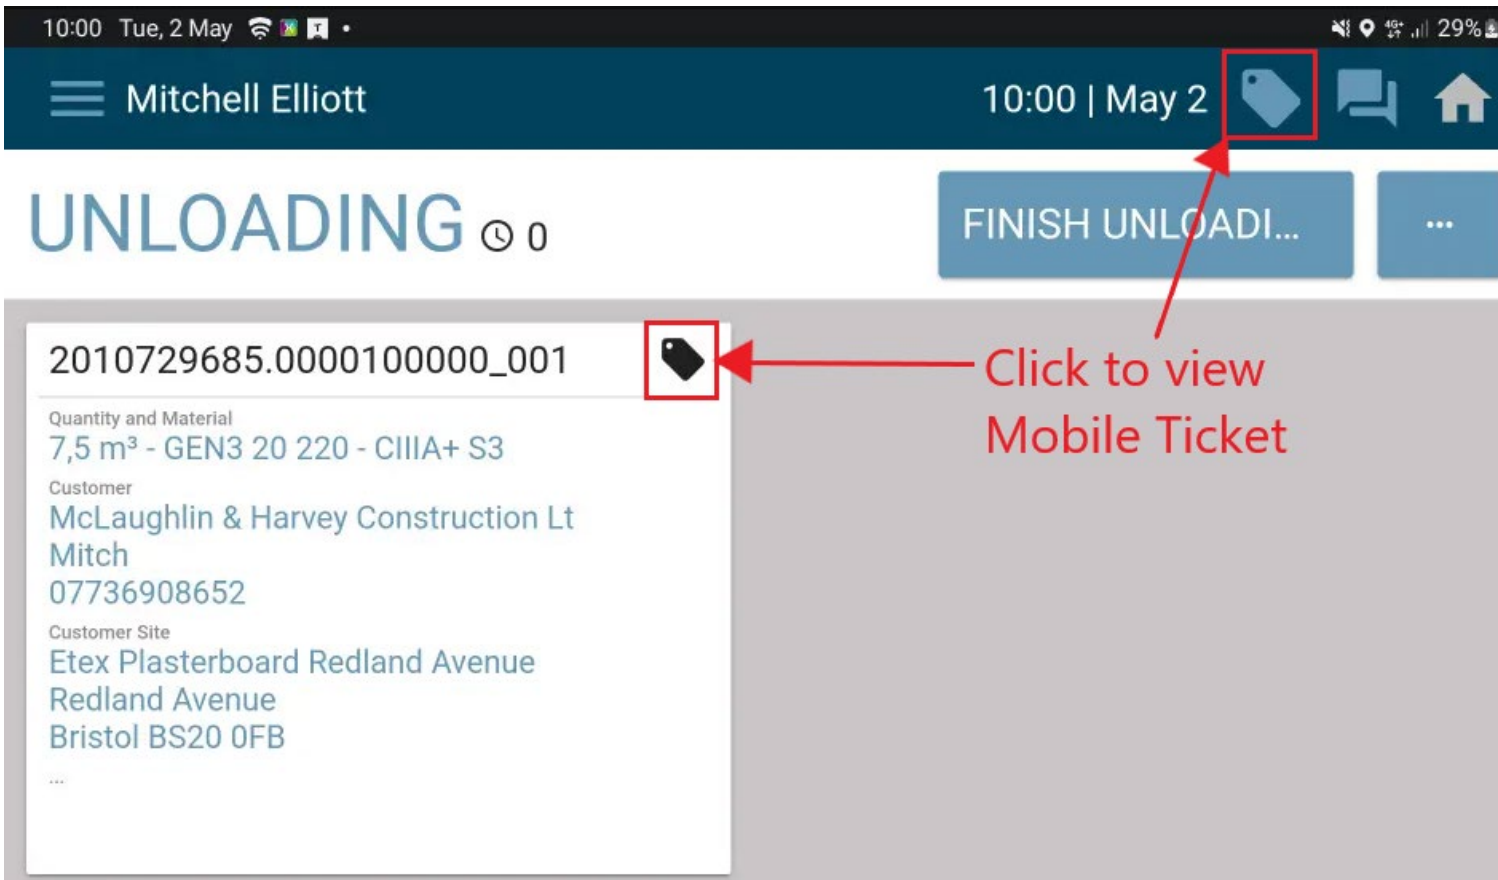 10:00 Tue, 2 May
4G+ 29%
Mitchell Elliott
10:00 | May 2
UNLOADING 0
FINISH UNLOADI...
...
2010729685.0000100000_001
Click to view
Mobile Ticket
Quantity and Material
7,5 m³ - GEN3 20 220 - CIIIA+ S3
Customer
McLaughlin & Harvey Construction Lt
Mitch
07736908652
Customer Site
Etex Plasterboard Redland Avenue
Redland Avenue
Bristol BS20 0FB
...